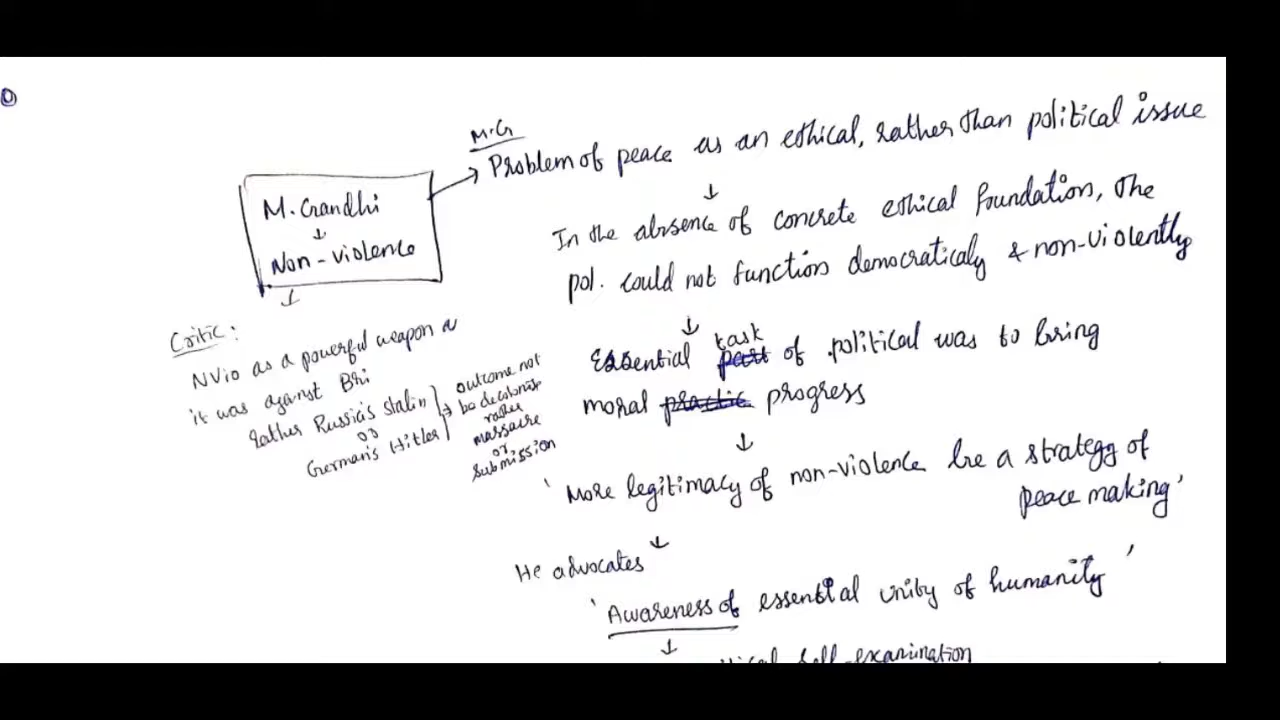 M.G
Problem of peace as an ethical, rather than political issue
M. Gandhi
↓
Non-violence
↓
In the absence of concrete ethical foundation, the
pol. could not function democraticaly & non-violently
↓
Essential task of political was to bring
moral progress
↓
'More legitimacy of non-violence be a strategy of
peace making'
↓
He advocates
'Awareness of essential unity of humanity'
↓
self-examination
Critic:
NVio as a powerful weapon
it was against Bri
rather Russia's Stalin
or
German's Hitler
outcome not
be decolonise
rather
massacre
or
submission